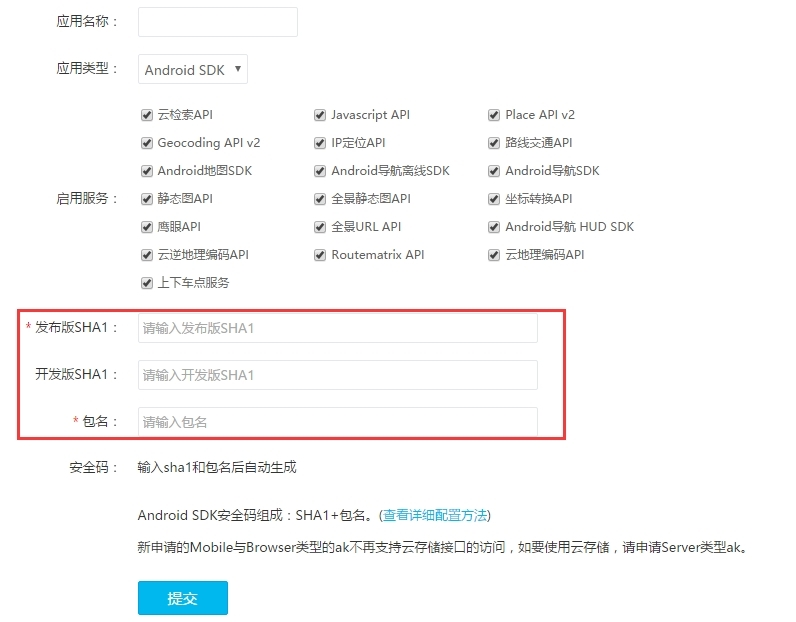 应用名称：
应用类型： Android SDK
云检索API Javascript API Place API v2
Geocoding API v2 IP定位API 路线交通API
Android地图SDK Android导航离线SDK Android导航SDK
启用服务： 静态图API 全景静态图API 坐标转换API
鹰眼API 全景URL API Android导航 HUD SDK
云逆地理编码API Routematrix API 云地理编码API
上下车点服务
* 发布版SHA1： 请输入发布版SHA1
开发版SHA1： 请输入开发版SHA1
* 包名： 请输入包名
安全码： 输入sha1和包名后自动生成
Android SDK安全码组成：SHA1+包名。(查看详细配置方法)
新申请的Mobile与Browser类型的ak不再支持云存储接口的访问，如要使用云存储，请申请Server类型ak。
提交